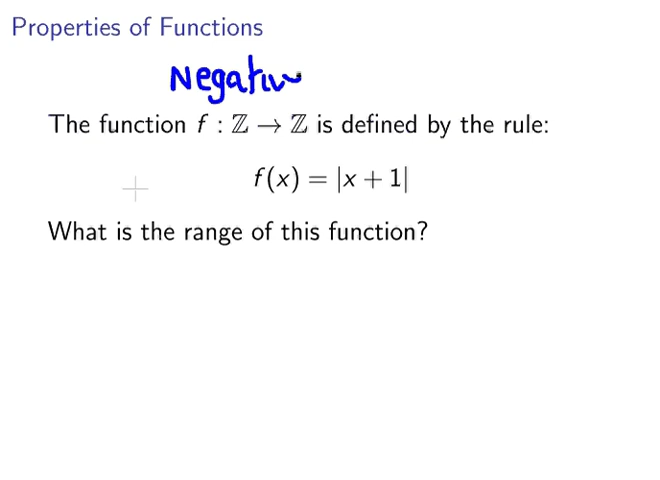 Properties of Functions
Negativ
The function f : ℤ → ℤ is defined by the rule:
f(x) = |x + 1|
What is the range of this function?